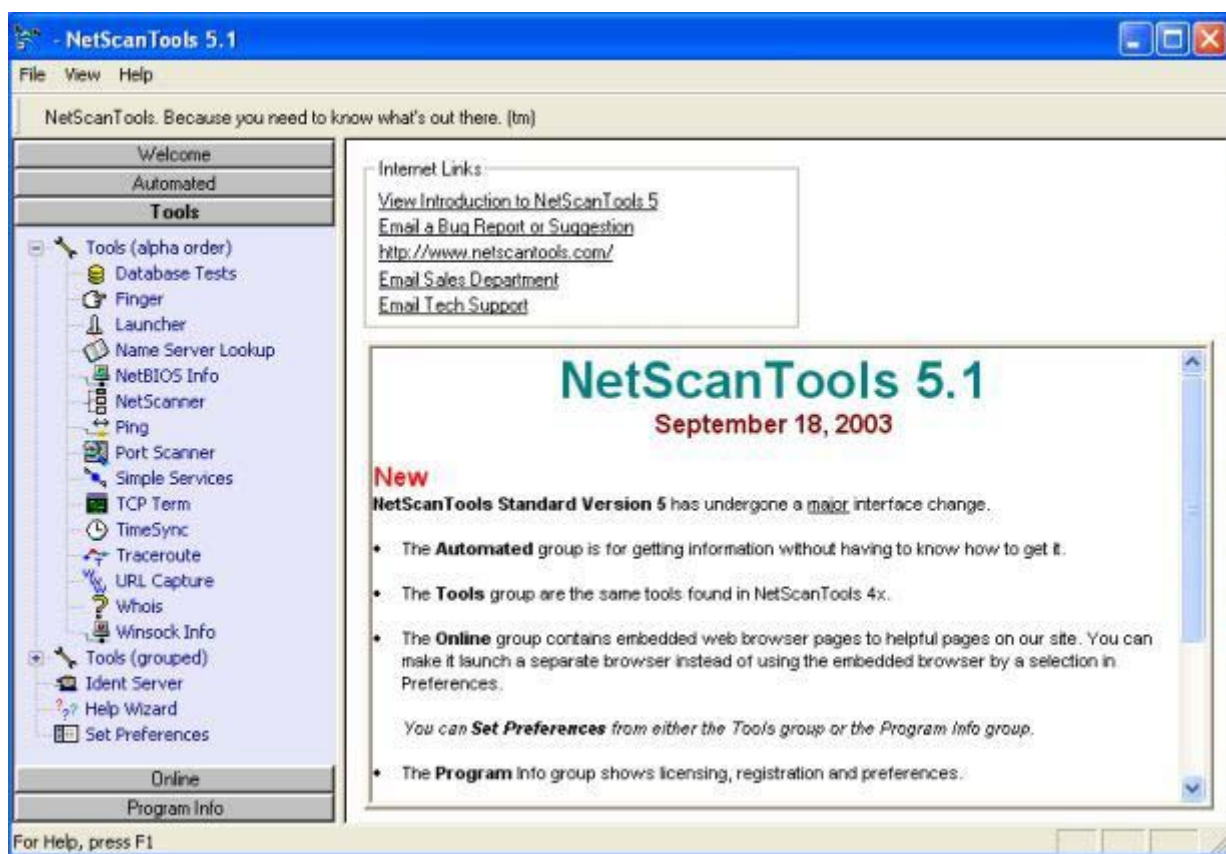 - NetScanTools 5.1
File View Help
NetScanTools. Because you need to know what's out there. (tm)
Welcome
Automated
Tools
Tools (alpha order)
Database Tests
Finger
Launcher
Name Server Lookup
NetBIOS Info
NetScanner
Ping
Port Scanner
Simple Services
TCP Term
TimeSync
Traceroute
URL Capture
Whois
Winsock Info
Tools (grouped)
Ident Server
Help Wizard
Set Preferences
Online
Program Info
Internet Links
View Introduction to NetScanTools 5
Email a Bug Report or Suggestion
http://www.netscantools.com/
Email Sales Department
Email Tech Support
NetScanTools 5.1
September 18, 2003
New
NetScanTools Standard Version 5 has undergone a major interface change.
• The Automated group is for getting information without having to know how to get it.
• The Tools group are the same tools found in NetScanTools 4x.
• The Online group contains embedded web browser pages to helpful pages on our site. You can
make it launch a separate browser instead of using the embedded browser by a selection in
Preferences.
You can Set Preferences from either the Tools group or the Program Info group.
• The Program Info group shows licensing, registration and preferences.
For Help, press F1